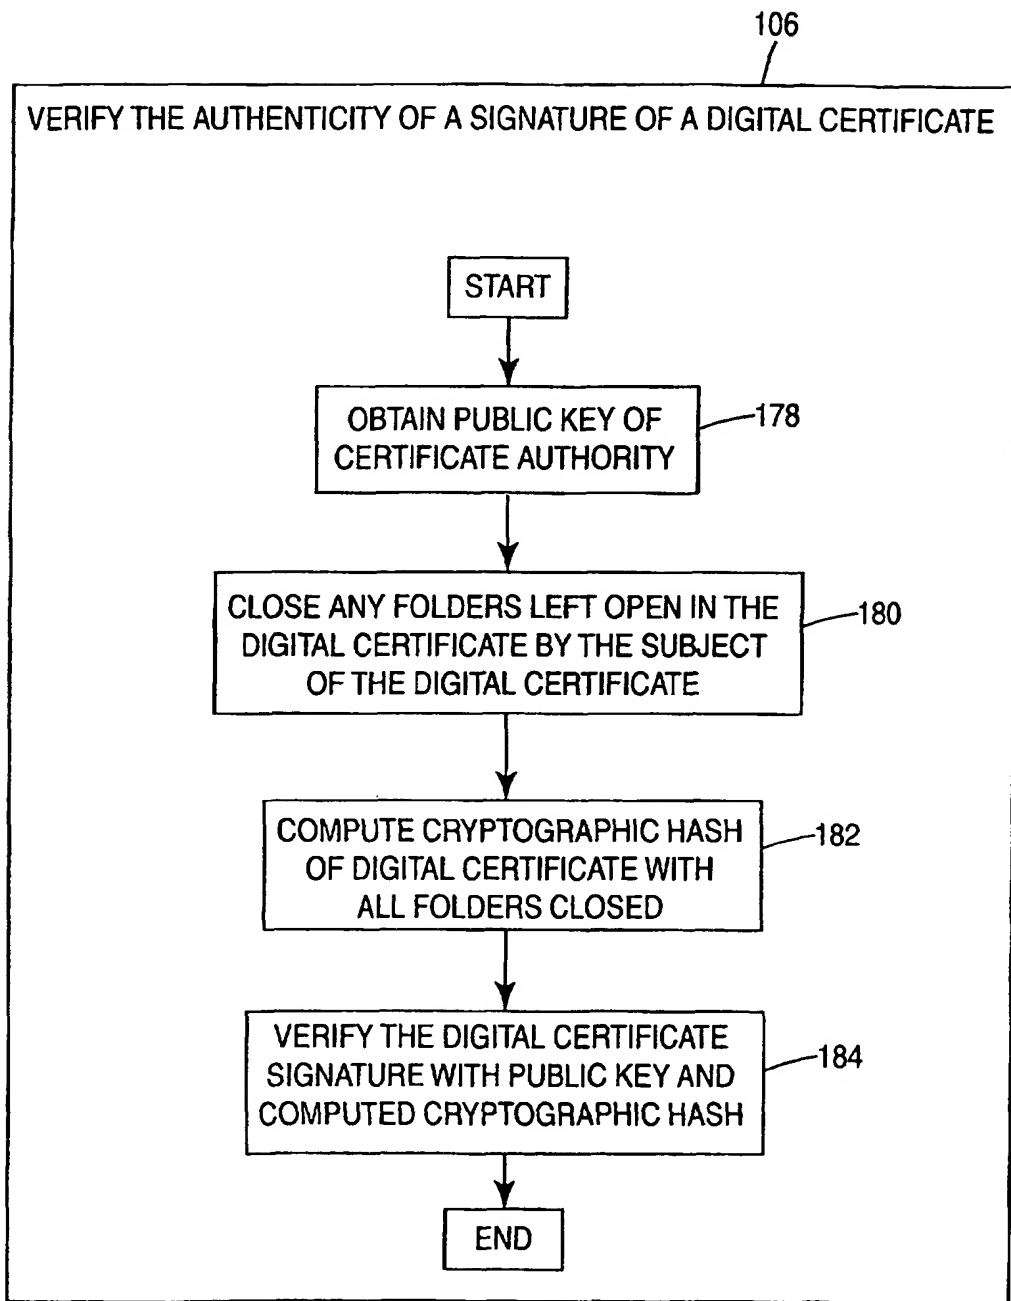 106
VERIFY THE AUTHENTICITY OF A SIGNATURE OF A DIGITAL CERTIFICATE
START
OBTAIN PUBLIC KEY OF
CERTIFICATE AUTHORITY
178
CLOSE ANY FOLDERS LEFT OPEN IN THE
DIGITAL CERTIFICATE BY THE SUBJECT
OF THE DIGITAL CERTIFICATE
180
COMPUTE CRYPTOGRAPHIC HASH
OF DIGITAL CERTIFICATE WITH
ALL FOLDERS CLOSED
182
VERIFY THE DIGITAL CERTIFICATE
SIGNATURE WITH PUBLIC KEY AND
COMPUTED CRYPTOGRAPHIC HASH
184
END